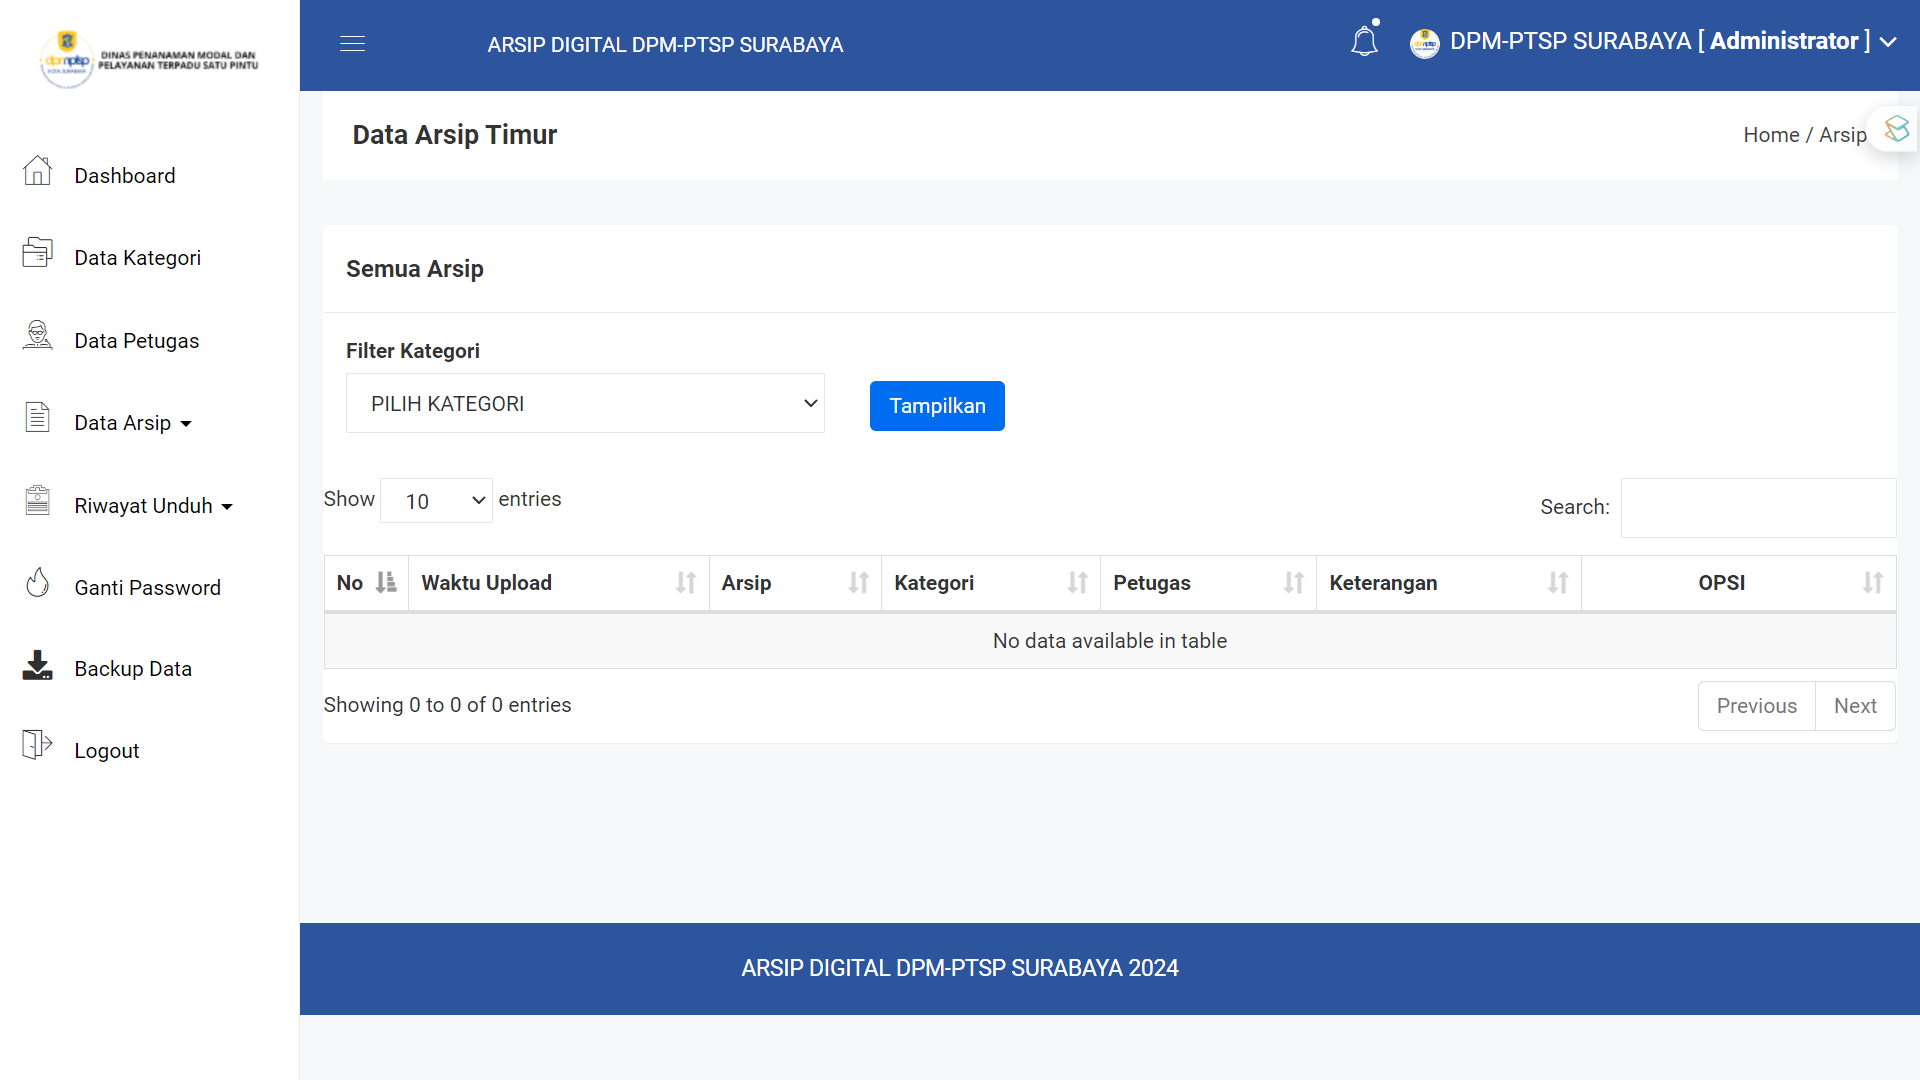 DINAS PENANAMAN MODAL DAN
PELAYANAN TERPADU SATU PINTU
ARSIP DIGITAL DPM-PTSP SURABAYA
DPM-PTSP SURABAYA [ Administrator ]
Data Arsip Timur
Home / Arsip
Dashboard
Data Kategori
Data Petugas
Data Arsip
Riwayat Unduh
Ganti Password
Backup Data
Logout
Semua Arsip
Filter Kategori
PILIH KATEGORI
Tampilkan
Show 10 entries
Search:
No Waktu Upload Arsip Kategori Petugas Keterangan OPSI
No data available in table
Showing 0 to 0 of 0 entries
Previous Next
ARSIP DIGITAL DPM-PTSP SURABAYA 2024